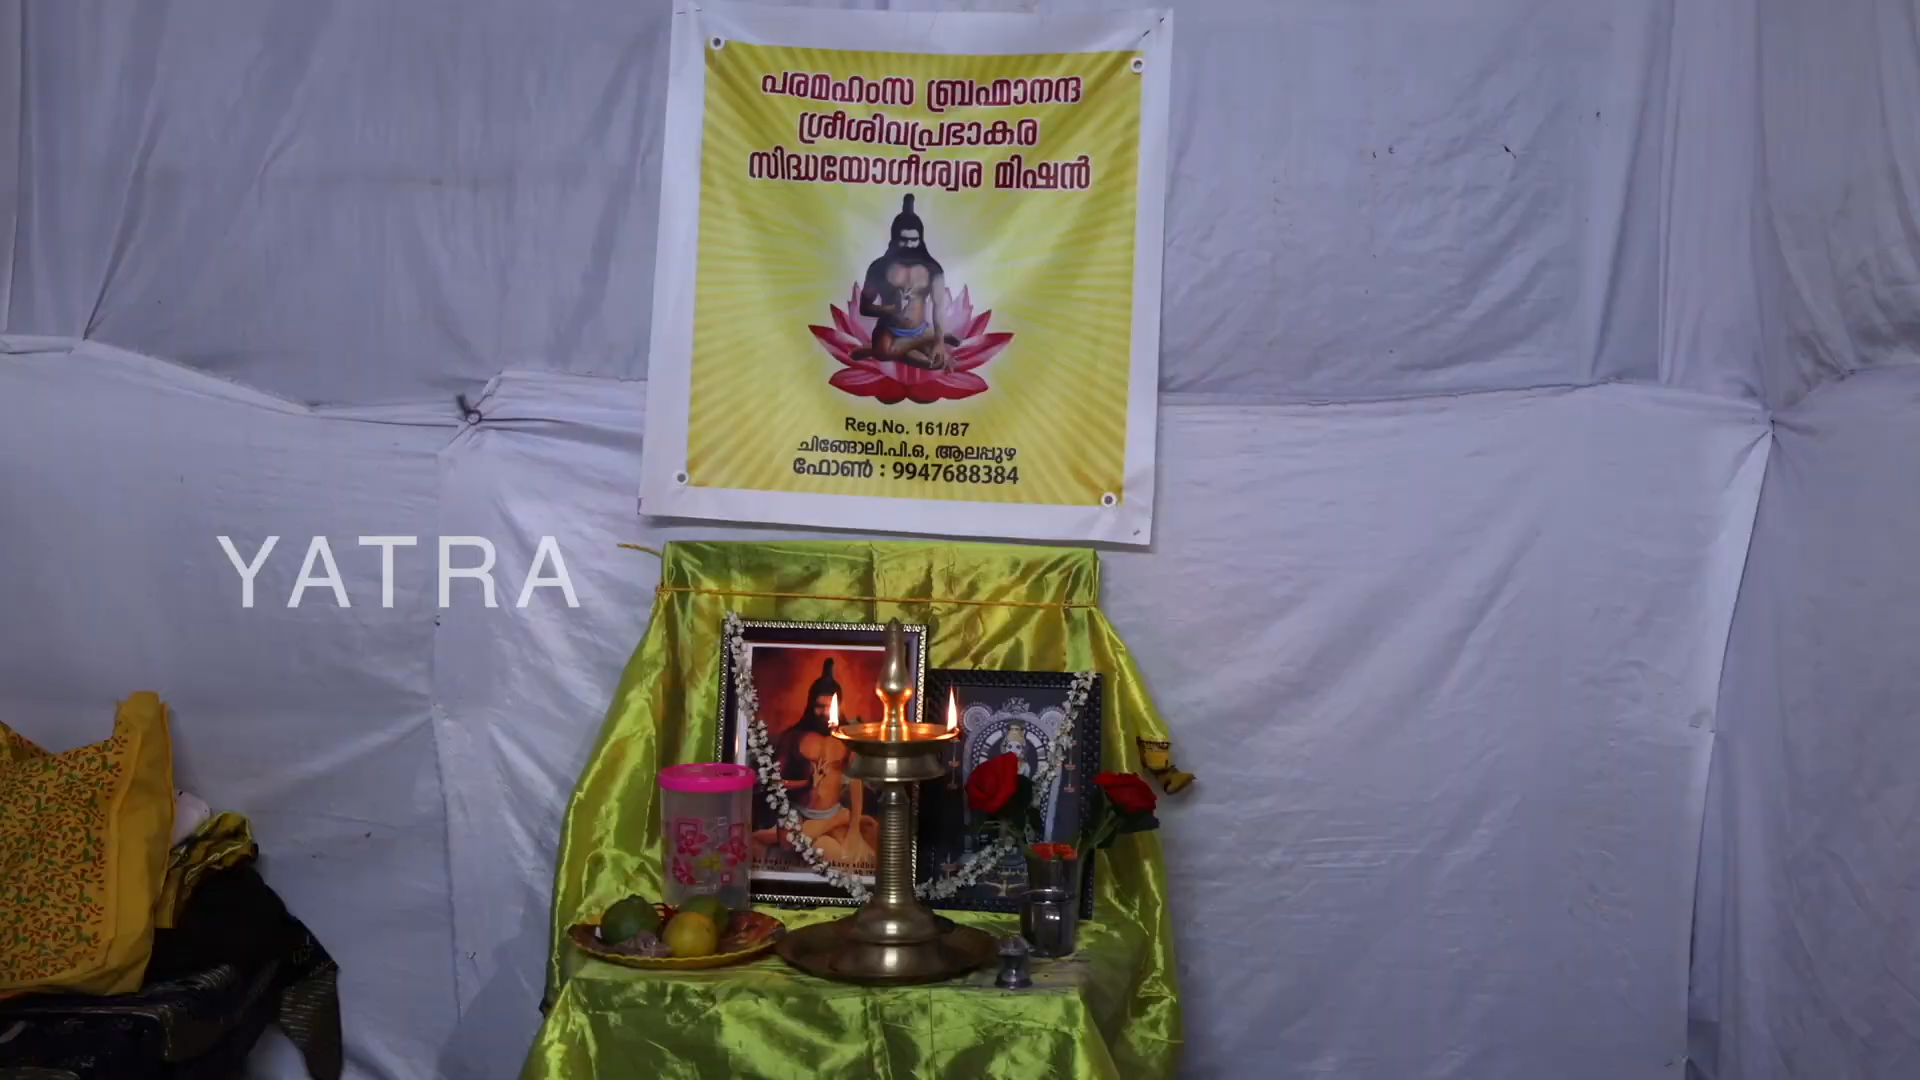 പരമഹംസ ബ്രഹ്മാനന്ദ
ശ്രീശിവപ്രഭാകര
സിദ്ധയോഗീശ്വര മിഷൻ
Reg.No. 161/87
ചിങ്ങോലി.പി.ഒ, ആലപ്പുഴ
ഫോൺ : 9947688384
YATRA